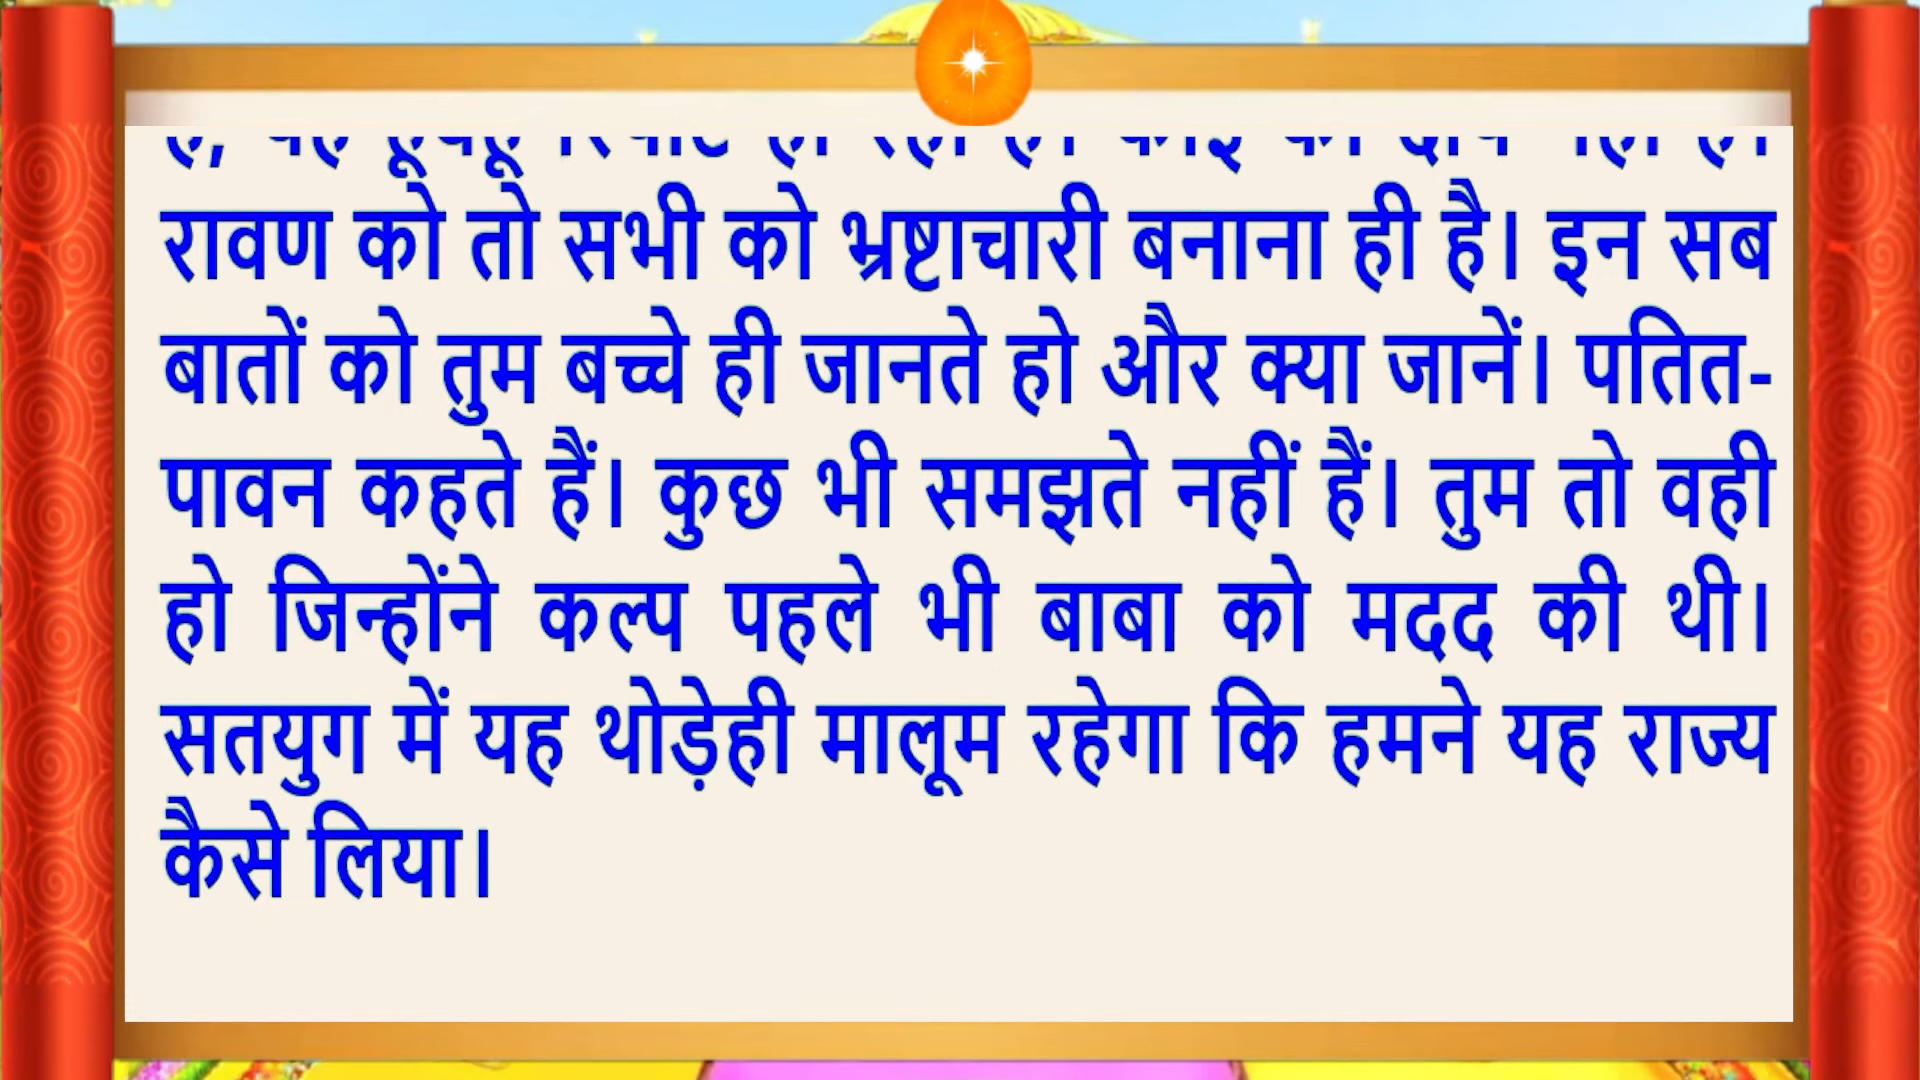 रावण को तो सभी को भ्रष्टाचारी बनाना ही है। इन सब
बातों को तुम बच्चे ही जानते हो और क्या जानें। पतित-
पावन कहते हैं। कुछ भी समझते नहीं हैं। तुम तो वही
हो जिन्होंने कल्प पहले भी बाबा को मदद की थी।
सतयुग में यह थोड़ेही मालूम रहेगा कि हमने यह राज्य
कैसे लिया।